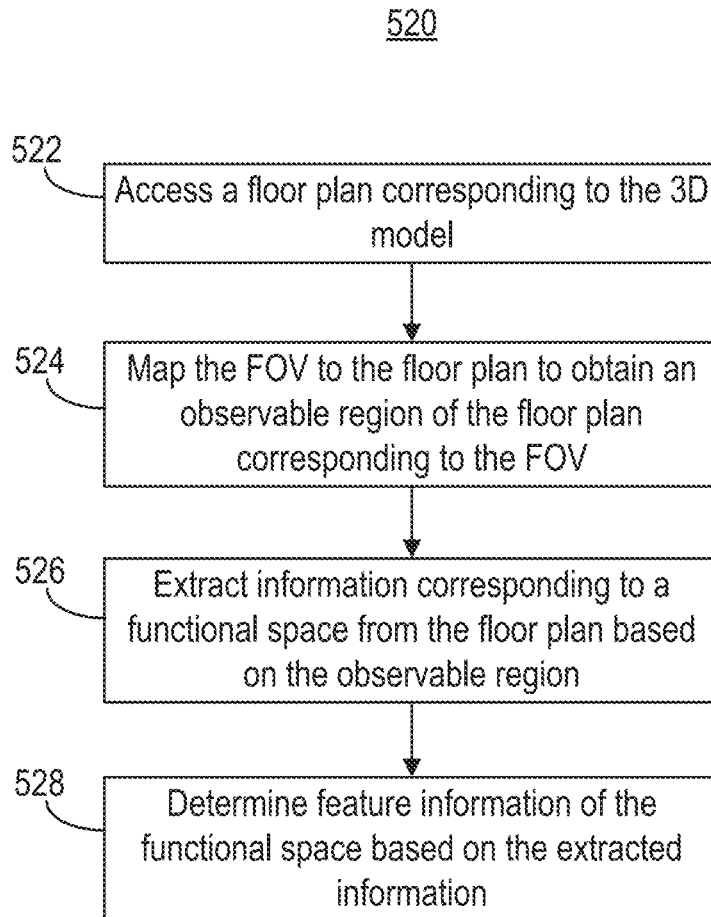 520
522
Access a floor plan corresponding to the 3D
model
524
Map the FOV to the floor plan to obtain an
observable region of the floor plan
corresponding to the FOV
526
Extract information corresponding to a
functional space from the floor plan based
on the observable region
528
Determine feature information of the
functional space based on the extracted
information